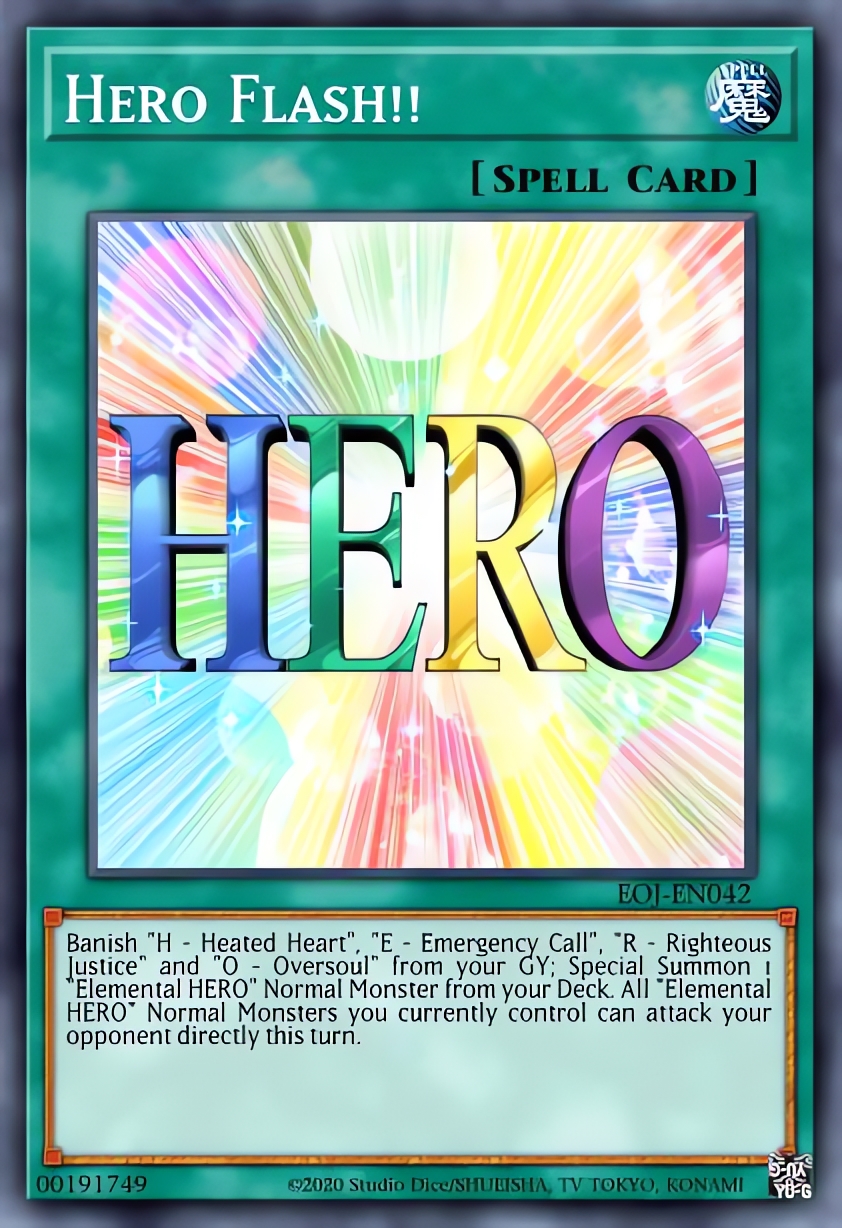 HERO FLASH!!
魔
[SPELL CARD]
HERO
EOJ-EN042
Banish "H - Heated Heart", "E - Emergency Call", "R - Righteous
Justice" and "O - Oversoul" from your GY; Special Summon 1
"Elemental HERO" Normal Monster from your Deck. All "Elemental
HERO" Normal Monsters you currently control can attack your
opponent directly this turn.
00191749
©2020 Studio Dice/SHUEISHA, TV TOKYO, KONAMI